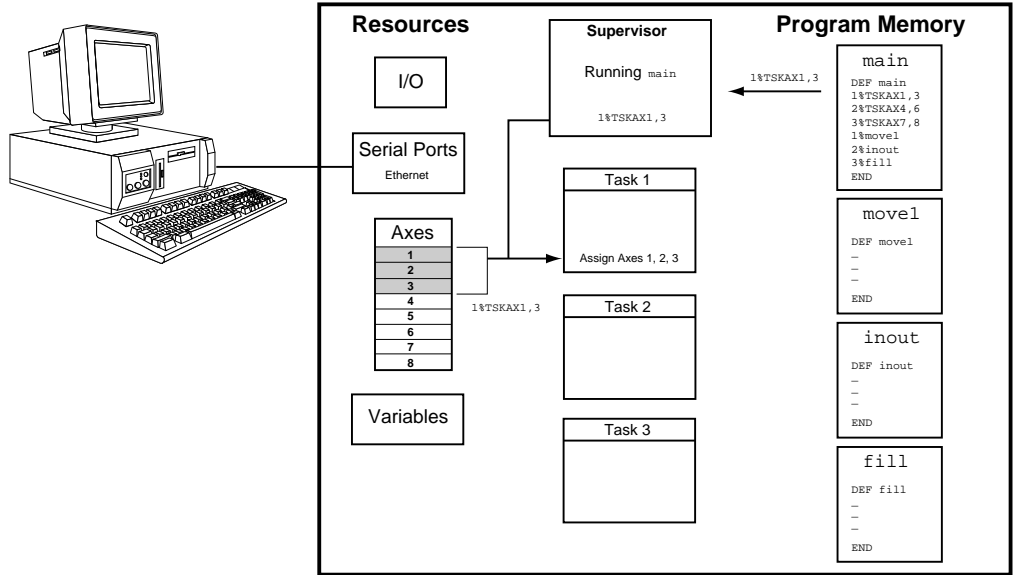 Resources
I/O
Serial Ports
Ethernet
Axes
1
2
3
4
5
6
7
8
1%TSKAX1,3
Variables
Supervisor
Running main
1%TSKAX1,3
Task 1
Assign Axes 1, 2, 3
Task 2
Task 3
1%TSKAX1,3
Program Memory
main
DEF main
1%TSKAX1,3
2%TSKAX4,6
3%TSKAX7,8
1%move1
2%inout
3%fill
END
move1
DEF move1
–
–
–
END
inout
DEF inout
–
–
–
END
fill
DEF fill
–
–
–
END